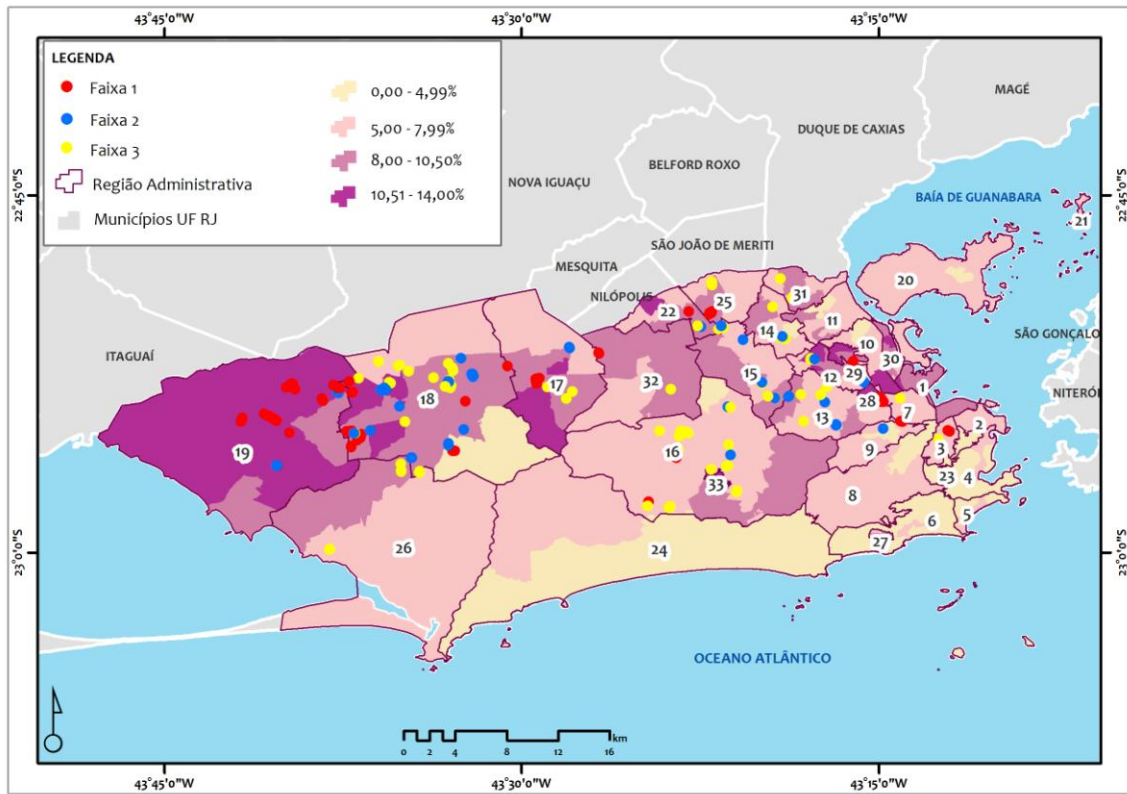 43°45'0"W
43°30'0"W
43°15'0"W
LEGENDA
Faixa 1
Faixa 2
Faixa 3
Região Administrativa
Municípios UF RJ
0,00 - 4,99%
5,00 - 7,99%
8,00 - 10,50%
10,51 - 14,00%
MAGÉ
DUQUE DE CAXIAS
BELFORD ROXO
NOVA IGUAÇU
22°45'0"S
22°45'0"S
BAÍA DE GUANABARA
21
SÃO JOÃO DE MERITI
MESQUITA
NILÓPOLIS
20
31
25
22
11
14
SÃO GONÇALO
ITAGUAÍ
10
30
29
15
12
32
17
18
1
NITERÓI
28
7
13
2
16
9
3
19
33
23
4
8
5
6
23°0'0"S
26
24
27
23°0'0"S
OCEANO ATLÂNTICO
km
0 2 4 8 12 16
43°45'0"W
43°30'0"W
43°15'0"W